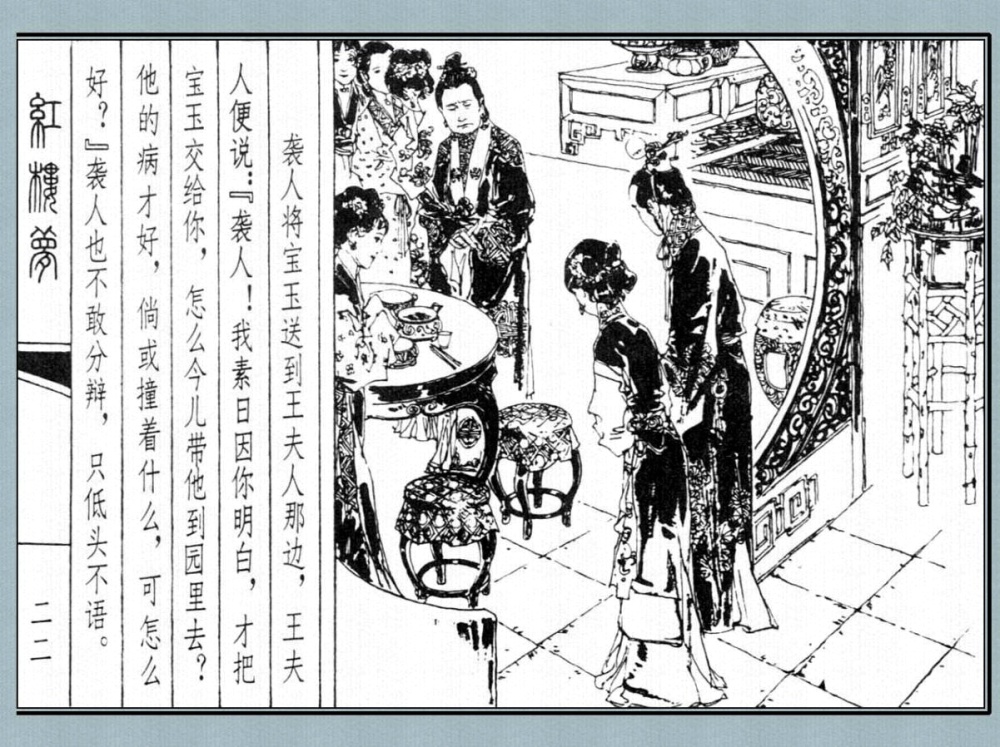 袭人将宝玉送到王夫人那边，王夫
人便说：『袭人！我素日因你明白，才把
宝玉交给你，怎么今儿带他到园里去？
他的病才好，倘或撞着什么，可怎么
好？』袭人也不敢分辩，只低头不语。
紅樓夢
二二